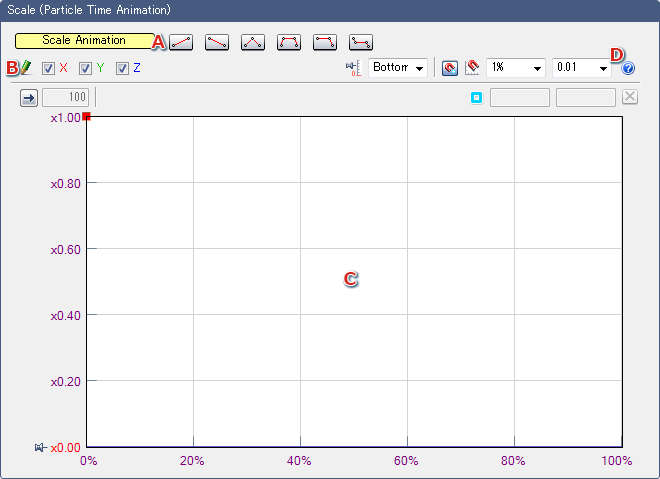 Scale (Particle Time Animation)
Scale Animation A
B X Y Z Bottom 1% 0.01 D
100
x1.00
x0.80
x0.60
C
x0.40
x0.20
x0.00
0% 20% 40% 60% 80% 100%